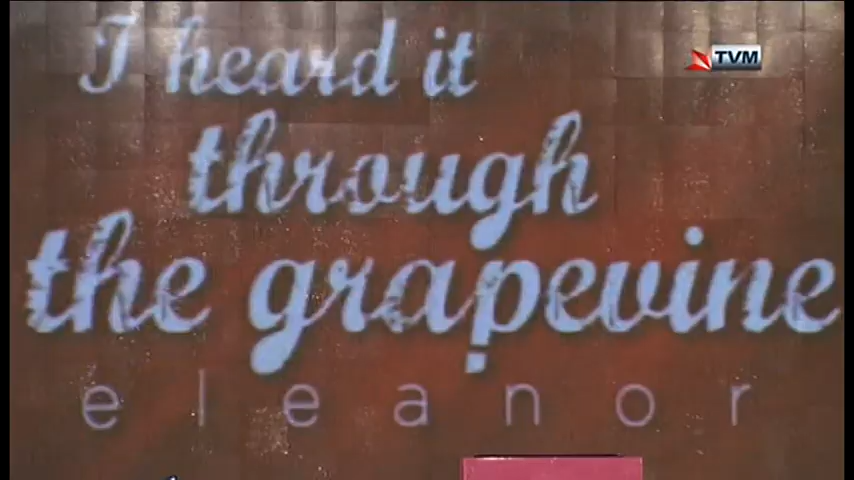 TVM
I heard it
through
the grapevine
eleanor